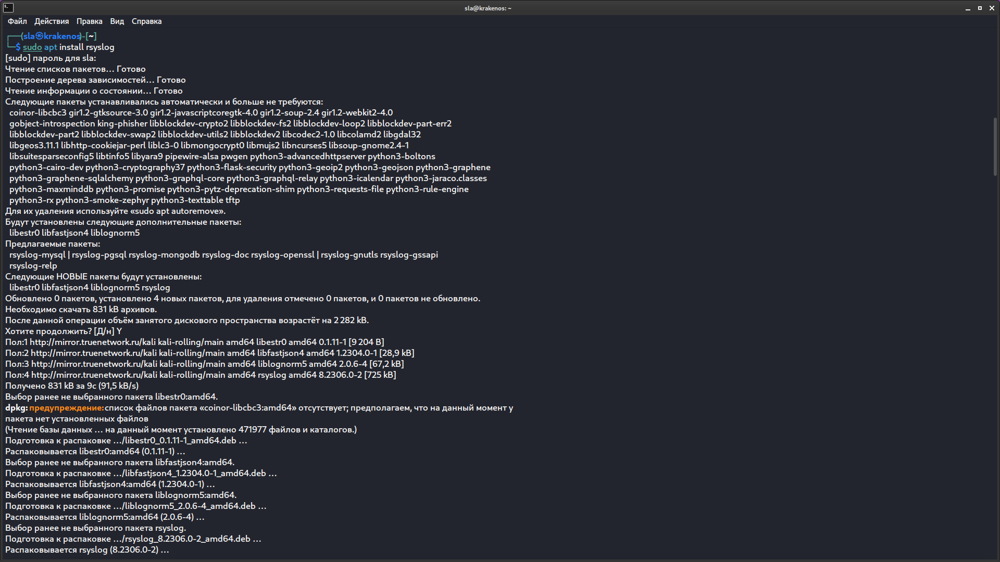 sla@krakenos: ~
Файл Действия Правка Вид Справка
┌──(sla㉿krakenos)-[~]
└─$ sudo apt install rsyslog
[sudo] пароль для sla:
Чтение списков пакетов… Готово
Построение дерева зависимостей… Готово
Чтение информации о состоянии… Готово
Следующие пакеты устанавливались автоматически и больше не требуются:
coinor-libcbc3 gir1.2-gtksource-3.0 gir1.2-javascriptcoregtk-4.0 gir1.2-soup-2.4 gir1.2-webkit2-4.0
gobject-introspection king-phisher libblockdev-crypto2 libblockdev-fs2 libblockdev-loop2 libblockdev-part-err2
libblockdev-part2 libblockdev-swap2 libblockdev-utils2 libblockdev2 libcodec2-1.0 libcolamd2 libgdal32
libgeos3.11.1 libhttp-cookiejar-perl liblc3-0 libmongocrypt0 libmujs2 libncurses5 libsoup-gnome2.4-1
libsuitesparseconfig5 libtinfo5 libyara9 pipewire-alsa pwgen python3-advancedhttpserver python3-boltons
python3-cairo-dev python3-cryptography37 python3-flask-security python3-geoip2 python3-geojson python3-graphene
python3-graphene-sqlalchemy python3-graphql-core python3-graphql-relay python3-icalendar python3-jaraco.classes
python3-maxminddb python3-promise python3-pytz-deprecation-shim python3-requests-file python3-rule-engine
python3-rx python3-smoke-zephyr python3-texttable tftp
Для их удаления используйте «sudo apt autoremove».
Будут установлены следующие дополнительные пакеты:
libestr0 libfastjson4 liblognorm5
Предлагаемые пакеты:
rsyslog-mysql | rsyslog-pgsql rsyslog-mongodb rsyslog-doc rsyslog-openssl | rsyslog-gnutls rsyslog-gssapi
rsyslog-relp
Следующие НОВЫЕ пакеты будут установлены:
libestr0 libfastjson4 liblognorm5 rsyslog
Обновлено 0 пакетов, установлено 4 новых пакетов, для удаления отмечено 0 пакетов, и 0 пакетов не обновлено.
Необходимо скачать 831 kB архивов.
После данной операции объём занятого дискового пространства возрастёт на 2 282 kB.
Хотите продолжить? [Д/н] Y
Пол:1 http://mirror.truenetwork.ru/kali kali-rolling/main amd64 libestr0 amd64 0.1.11-1 [9 204 B]
Пол:2 http://mirror.truenetwork.ru/kali kali-rolling/main amd64 libfastjson4 amd64 1.2304.0-1 [28,9 kB]
Пол:3 http://mirror.truenetwork.ru/kali kali-rolling/main amd64 liblognorm5 amd64 2.0.6-4 [67,2 kB]
Пол:4 http://mirror.truenetwork.ru/kali kali-rolling/main amd64 rsyslog amd64 8.2306.0-2 [725 kB]
Получено 831 kB за 9с (91,5 kB/s)
Выбор ранее не выбранного пакета libestr0:amd64.
dpkg: предупреждение: список файлов пакета «coinor-libcbc3:amd64» отсутствует; предполагаем, что на данный момент у
пакета нет установленных файлов
(Чтение базы данных … на данный момент установлено 471977 файлов и каталогов.)
Подготовка к распаковке …/libestr0_0.1.11-1_amd64.deb …
Распаковывается libestr0:amd64 (0.1.11-1) …
Выбор ранее не выбранного пакета libfastjson4:amd64.
Подготовка к распаковке …/libfastjson4_1.2304.0-1_amd64.deb …
Распаковывается libfastjson4:amd64 (1.2304.0-1) …
Выбор ранее не выбранного пакета liblognorm5:amd64.
Подготовка к распаковке …/liblognorm5_2.0.6-4_amd64.deb …
Распаковывается liblognorm5:amd64 (2.0.6-4) …
Выбор ранее не выбранного пакета rsyslog.
Подготовка к распаковке …/rsyslog_8.2306.0-2_amd64.deb …
Распаковывается rsyslog (8.2306.0-2) …